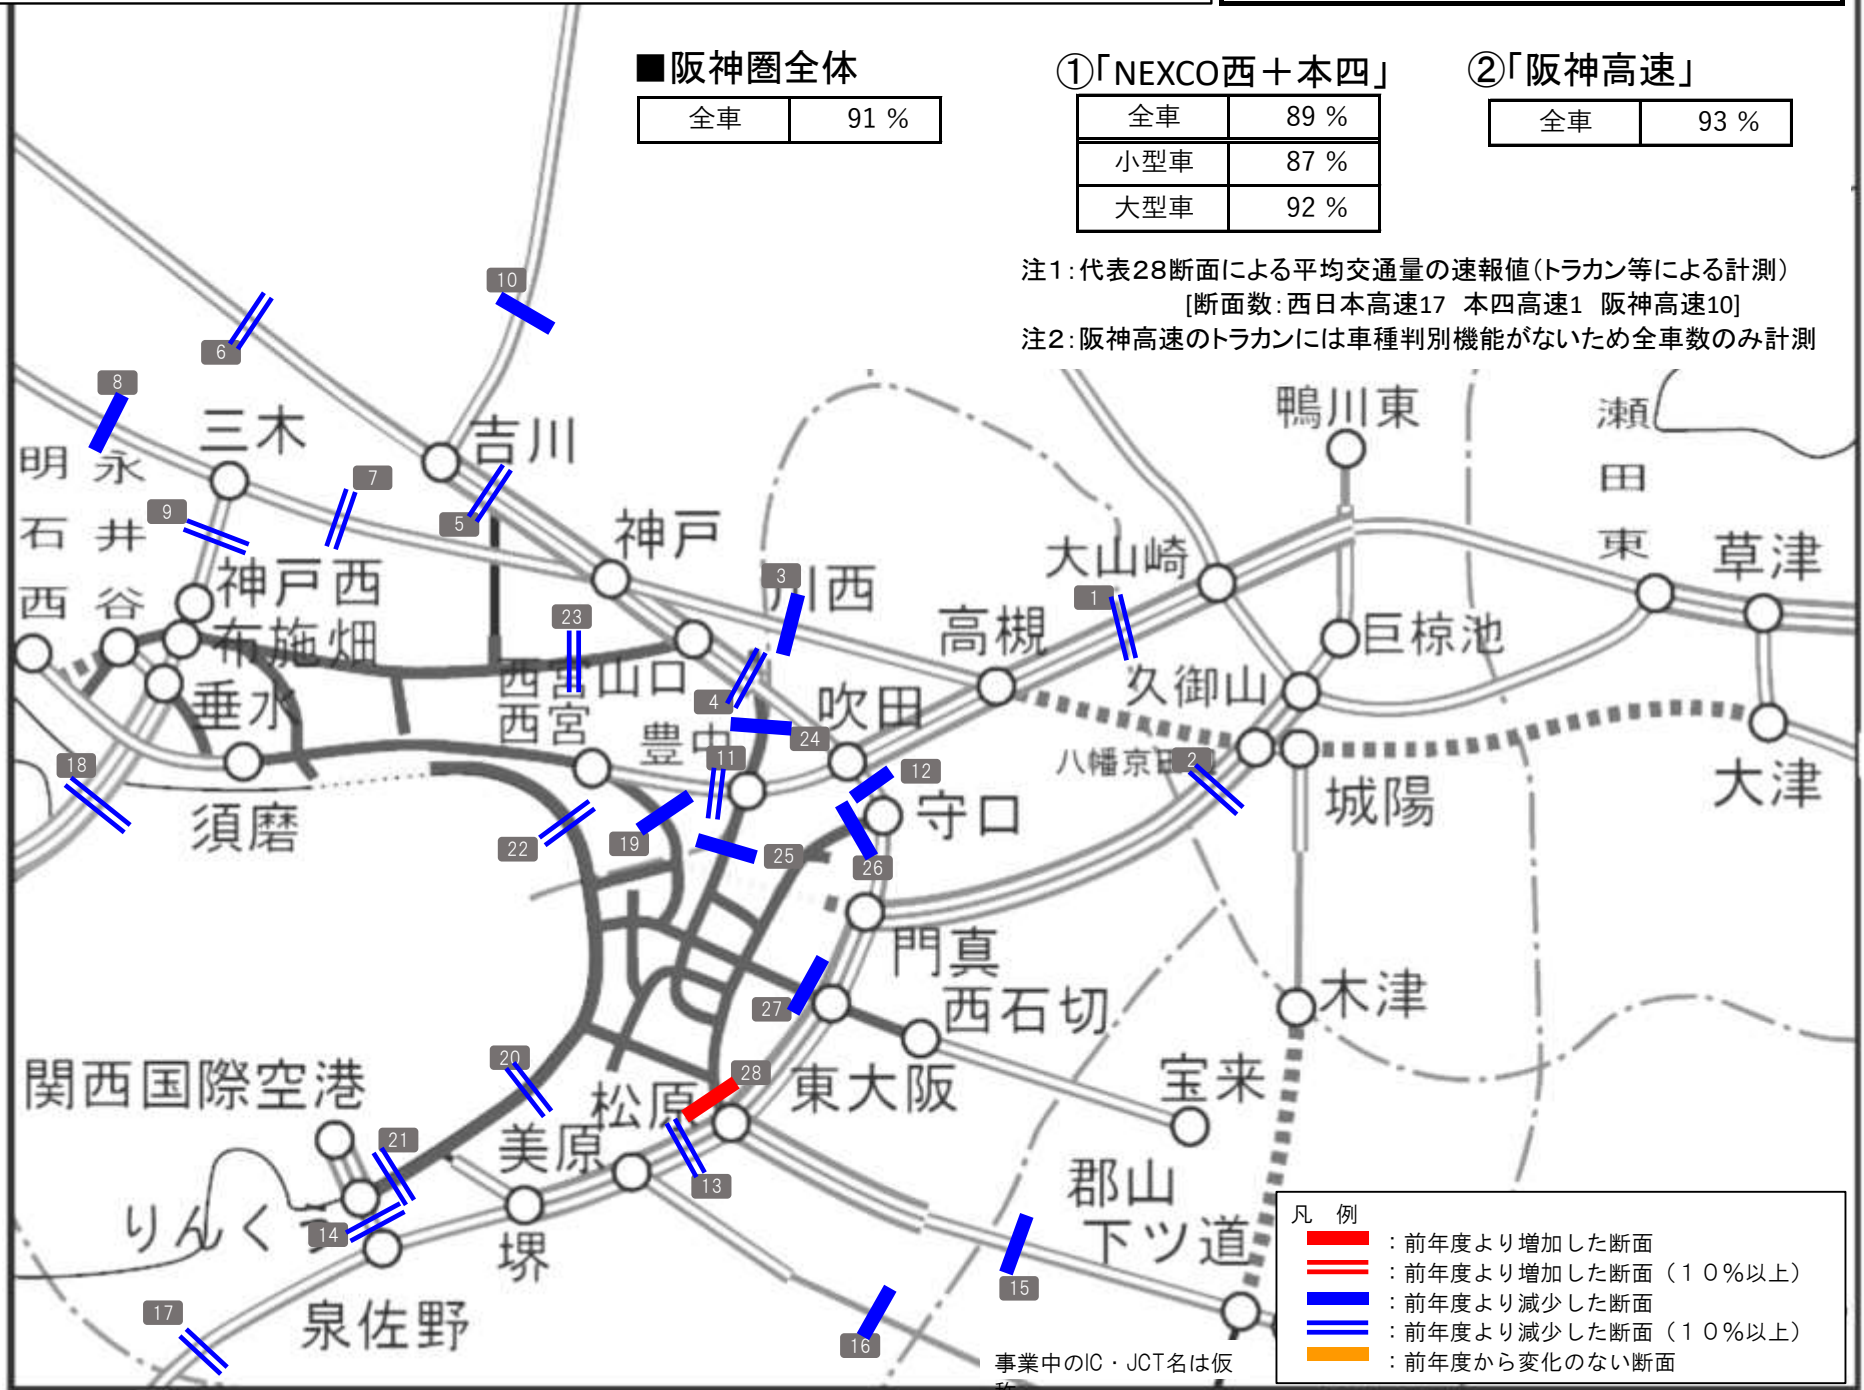 ■阪神圏全体
全車 91 %
①「NEXCO西＋本四」
全車 89 %
小型車 87 %
大型車 92 %
②「阪神高速」
全車 93 %
注1：代表28断面による平均交通量の速報値（トラカン等による計測）
[断面数：西日本高速17 本四高速1 阪神高速10]
注2：阪神高速のトラカンには車種判別機能がないため全車数のみ計測
10
6
8
三木
吉川
鴨川東
瀬田東
明石西
永井谷
7
9
5
神戸
大山崎
草津
神戸西
布施畑
3
川西
1
23
高槻
巨椋池
西宮山口
西宮
久御山
垂水
4
吹田
豊中
24
11
12
八幡京田
2
18
大津
城陽
須磨
22
19
25
守口
26
門真
27
西石切
木津
関西国際空港
20
松原
28
東大阪
宝来
21
美原
13
郡山
下ツ道
りんくう
14
堺
15
17
泉佐野
16
事業中のIC・JCT名は仮
称
凡 例
：前年度より増加した断面
：前年度より増加した断面（１０％以上）
：前年度より減少した断面
：前年度より減少した断面（１０％以上）
：前年度から変化のない断面